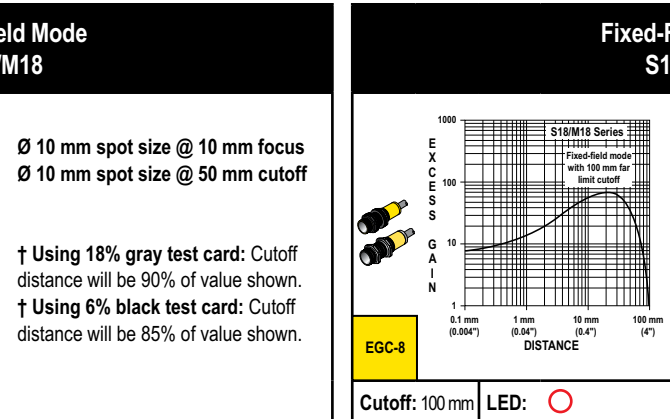 eld Mode
/M18
Ø 10 mm spot size @ 10 mm focus
Ø 10 mm spot size @ 50 mm cutoff
† Using 18% gray test card: Cutoff
distance will be 90% of value shown.
† Using 6% black test card: Cutoff
distance will be 85% of value shown.
Fixed-F
S1
EXCESS GAIN
1000
100
10
1
S18/M18 Series
Fixed-field mode
with 100 mm far
limit cutoff
0.1 mm 1 mm 10 mm 100 mm
(0.004") (0.04") (0.4") (4")
DISTANCE
EGC-8
Cutoff: 100 mm LED: